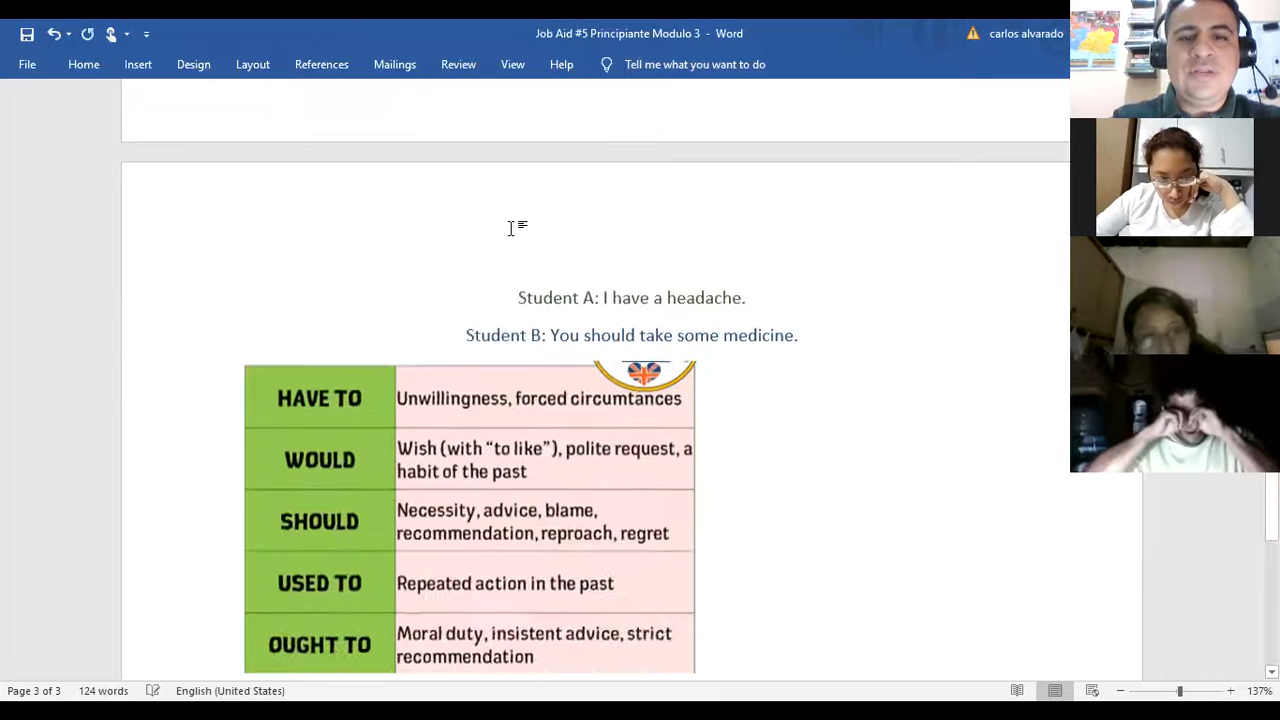 Job Aid #5 Principiante Modulo 3 - Word
carlos alvarado
File Home Insert Design Layout References Mailings Review View Help Tell me what you want to do
Student A: I have a headache.
Student B: You should take some medicine.
HAVE TO
Unwillingness, forced circumtances
WOULD
Wish (with “to like”), polite request, a
habit of the past
SHOULD
Necessity, advice, blame,
recommendation, reproach, regret
USED TO
Repeated action in the past
OUGHT TO
Moral duty, insistent advice, strict
recommendation
Page 3 of 3 124 words English (United States) 137%